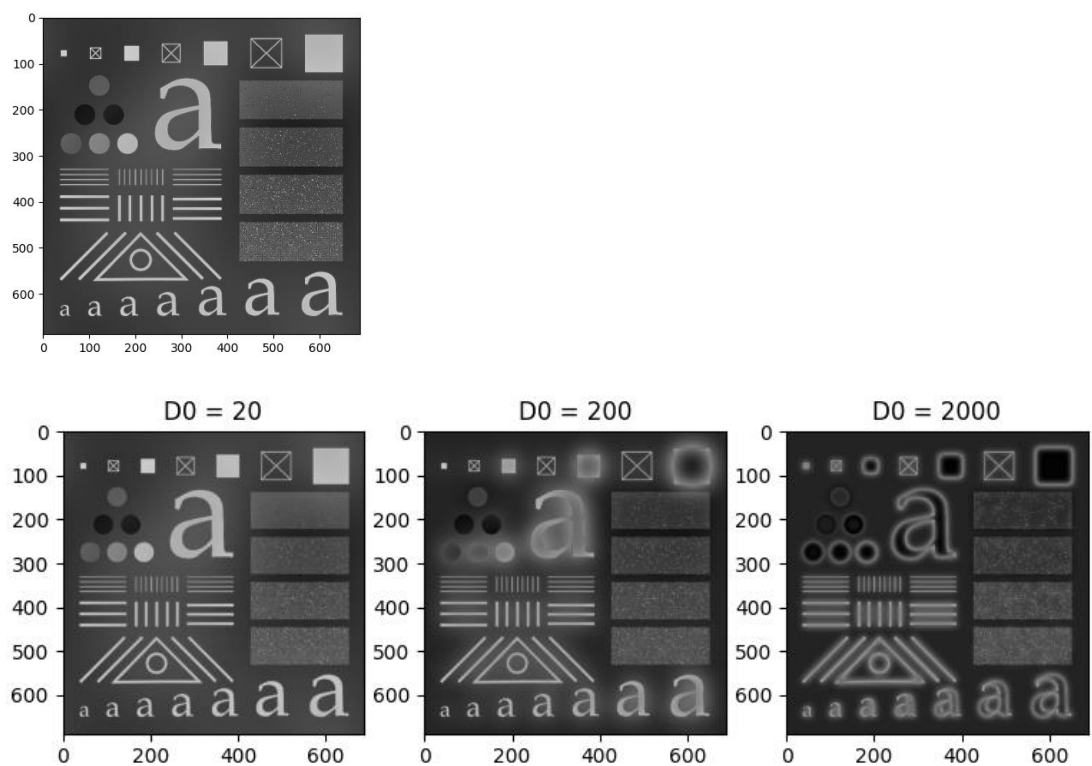 0
100
200
300
400
500
600
0 100 200 300 400 500 600
a
a a a a a a a
D0 = 20 D0 = 200 D0 = 2000
0 0 0
100 100 100
200 200 200
300 300 300
400 400 400
500 500 500
600 600 600
a a a
a a a a a a a a a a a a a a a a a a a a a
0 200 400 600 0 200 400 600 0 200 400 600